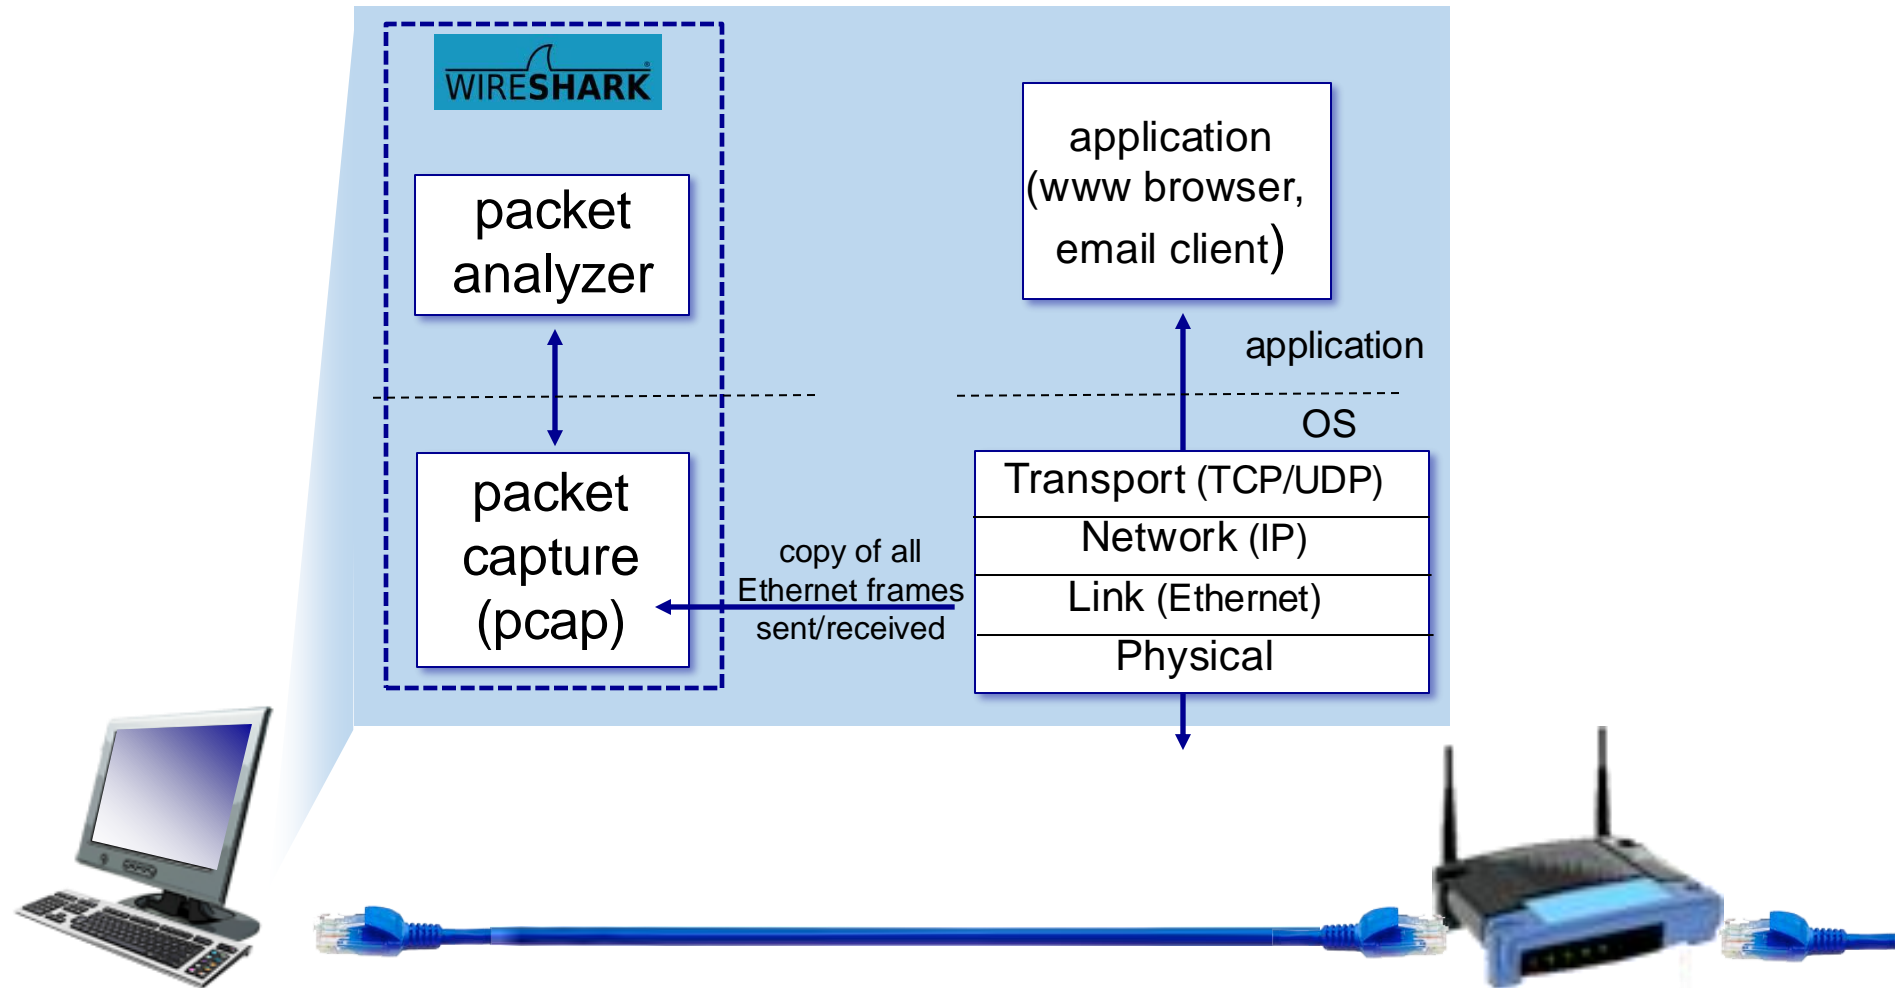 WIRESHARK
®
packet
analyzer
packet
capture
(pcap)
copy of all
Ethernet frames
sent/received
application
(www browser,
email client)
application
OS
Transport (TCP/UDP)
Network (IP)
Link (Ethernet)
Physical